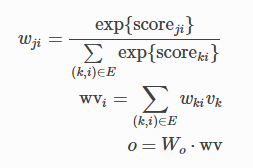 w_{ji} = \frac{\exp\{\text{score}_{ji}\}}{\sum_{(k,i)\in E} \exp\{\text{score}_{ki}\}}
\text{wv}_i = \sum_{(k,i)\in E} w_{ki} v_k
o = W_o \cdot \text{wv}